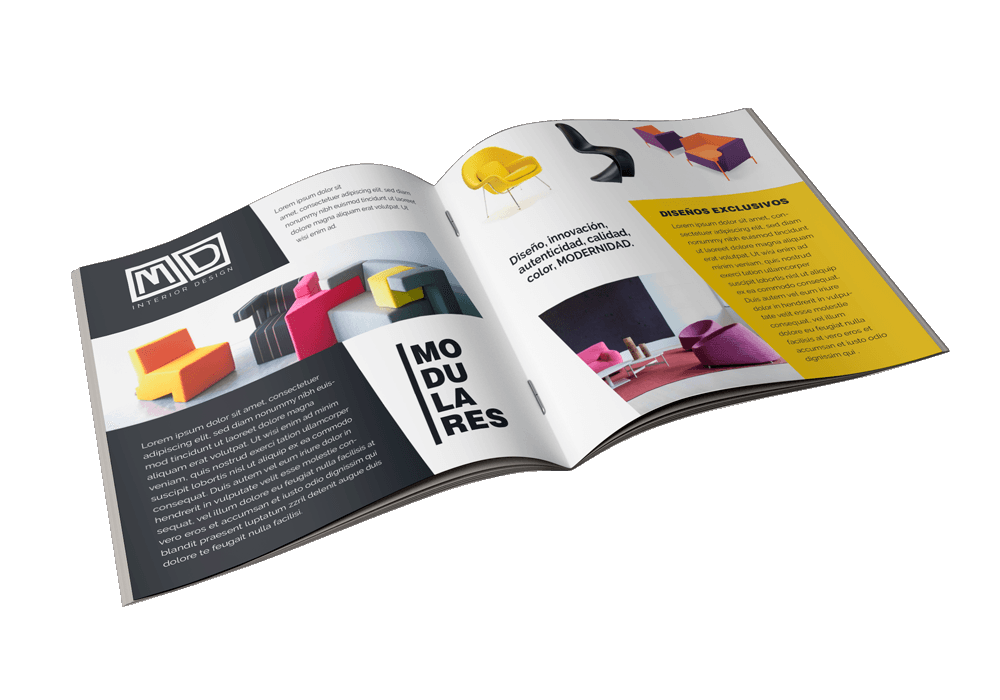 Lorem ipsum dolor sit
amet, consectetuer adipiscing elit, sed diam
nonummy nibh euismod tincidunt ut laoreet
dolore magna aliquam erat volutpat. Ut
wisi enim ad
MD
INTERIOR DESIGN
MO
DU
LA
RES
Lorem ipsum dolor sit amet, consectetuer
adipiscing elit, sed diam nonummy nibh euis-
mod tincidunt ut laoreet dolore magna
aliquam erat volutpat. Ut wisi enim ad minim
veniam, quis nostrud exerci tation ullamcorper
suscipit lobortis nisl ut aliquip ex ea commodo
consequat. Duis autem vel eum iriure dolor in
hendrerit in vulputate velit esse molestie con-
sequat, vel illum dolore eu feugiat nulla facilisis at
vero eros et accumsan et iusto odio dignissim qui
blandit praesent luptatum zzril delenit augue duis
dolore te feugait nulla facilisi.
Diseño, innovación,
autenticidad, calidad,
color, MODERNIDAD.
DISEÑOS EXCLUSIVOS
Lorem ipsum dolor sit amet, con-
sectetuer adipiscing elit, sed diam
nonummy nibh euismod tincidunt
ut laoreet dolore magna aliquam
erat volutpat. Ut wisi enim ad
minim veniam, quis nostrud
exerci tation ullamcorper
suscipit lobortis nisl ut aliquip
ex ea commodo consequat.
Duis autem vel eum iriure
dolor in hendrerit in vulpu-
tate velit esse molestie
consequat, vel illum
dolore eu feugiat nulla
facilisis at vero eros et
accumsan et iusto odio
dignissim qui .